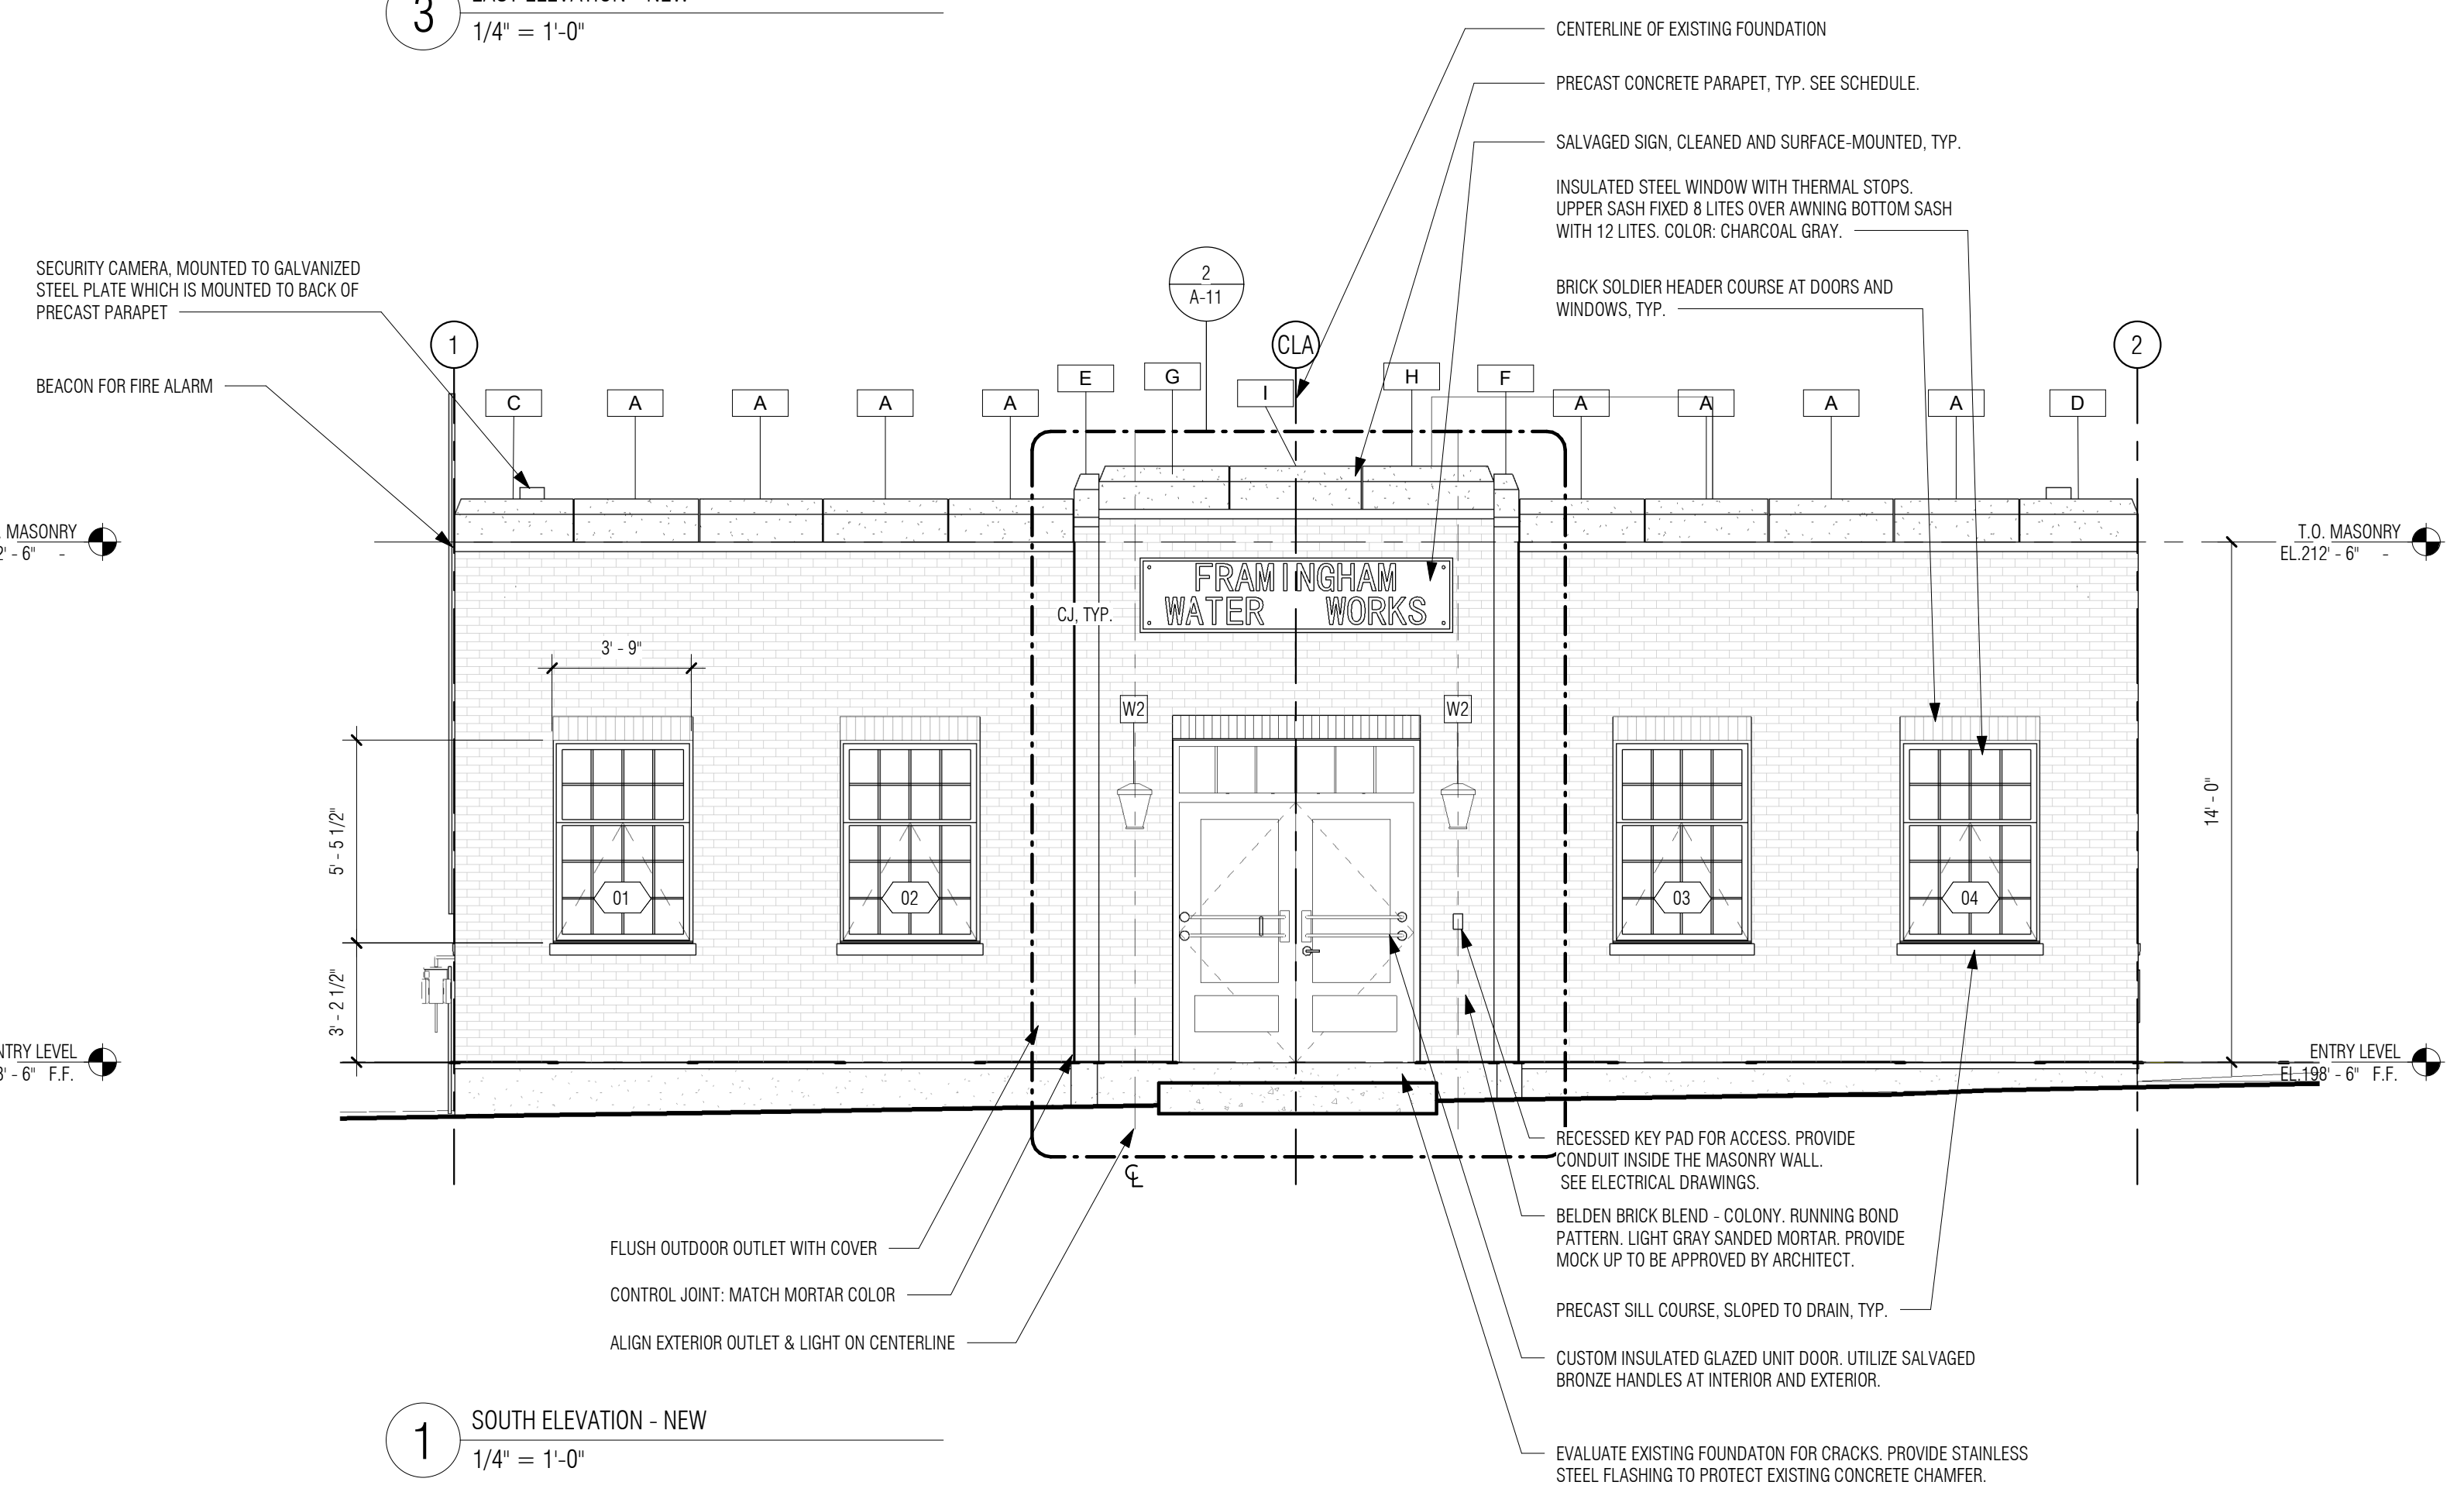 3
1/4" = 1'-0"
CENTERLINE OF EXISTING FOUNDATION
PRECAST CONCRETE PARAPET, TYP. SEE SCHEDULE.
SALVAGED SIGN, CLEANED AND SURFACE-MOUNTED, TYP.
INSULATED STEEL WINDOW WITH THERMAL STOPS.
UPPER SASH FIXED 8 LITES OVER AWNING BOTTOM SASH
WITH 12 LITES. COLOR: CHARCOAL GRAY.
BRICK SOLDIER HEADER COURSE AT DOORS AND
WINDOWS, TYP.
SECURITY CAMERA, MOUNTED TO GALVANIZED
STEEL PLATE WHICH IS MOUNTED TO BACK OF
PRECAST PARAPET
BEACON FOR FIRE ALARM
2
A-11
1
CLA
2
C
A
A
A
A
E
G
I
H
F
A
A
A
A
D
MASONRY
2' - 6" -
T.O. MASONRY
EL.212' - 6" -
FRAMINGHAM
WATER WORKS
CJ, TYP.
3' - 9"
W2
W2
5' - 5 1/2"
3' - 2 1/2"
14' - 0"
01
02
03
04
NTRY LEVEL
8' - 6" F.F.
ENTRY LEVEL
EL.198' - 6" F.F.
℄
RECESSED KEY PAD FOR ACCESS. PROVIDE
CONDUIT INSIDE THE MASONRY WALL.
SEE ELECTRICAL DRAWINGS.
BELDEN BRICK BLEND - COLONY. RUNNING BOND
PATTERN. LIGHT GRAY SANDED MORTAR. PROVIDE
MOCK UP TO BE APPROVED BY ARCHITECT.
PRECAST SILL COURSE, SLOPED TO DRAIN, TYP.
CUSTOM INSULATED GLAZED UNIT DOOR. UTILIZE SALVAGED
BRONZE HANDLES AT INTERIOR AND EXTERIOR.
EVALUATE EXISTING FOUNDATON FOR CRACKS. PROVIDE STAINLESS
STEEL FLASHING TO PROTECT EXISTING CONCRETE CHAMFER.
FLUSH OUTDOOR OUTLET WITH COVER
CONTROL JOINT: MATCH MORTAR COLOR
ALIGN EXTERIOR OUTLET & LIGHT ON CENTERLINE
1
SOUTH ELEVATION - NEW
1/4" = 1'-0"